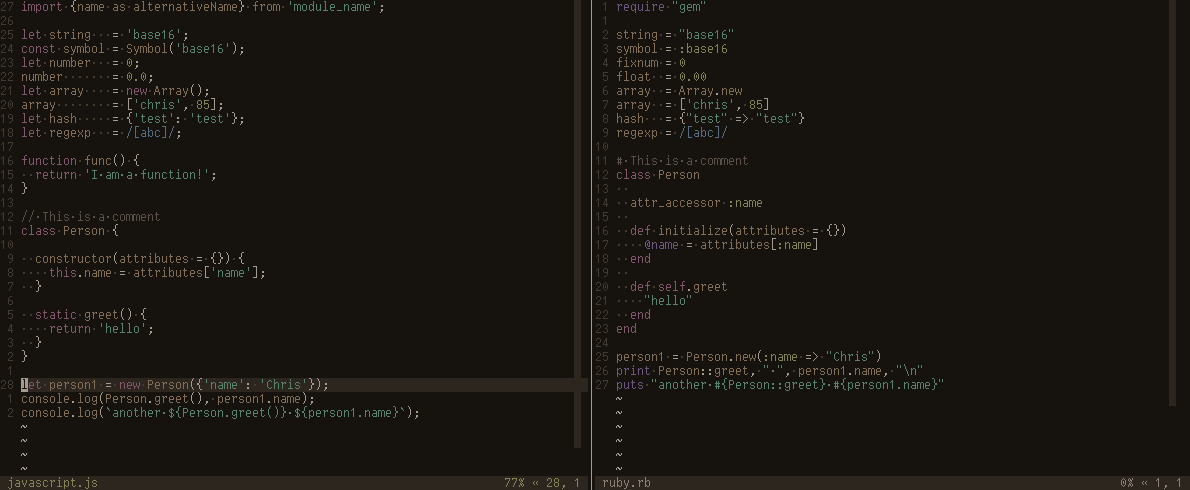 27 import {name as alternativeName} from 'module_name';
26
25 let string   = 'base16';
24 const symbol = Symbol('base16');
23 let number   = 0;
22 number······ = 0.0;
21 let array    = new Array();
20 array······· = ['chris', 85];
19 let hash     = {'test': 'test'};
18 let regexp   = /[abc]/;
17
16 function func() {
15 ··return 'I·am·a·function!';
14 }
13
12 //·This·is·a·comment
11 class Person {
10
9 ··constructor(attributes = {}) {
8 ····this.name = attributes['name'];
7 ··}
6
5 ··static greet() {
4 ····return 'hello';
3 ··}
2 }
1
28 let person1 = new Person({'name': 'Chris'});
1 console.log(Person.greet(), person1.name);
2 console.log(`another·${Person.greet()}·${person1.name}`);
~
~
~
~
javascript.js 77% « 28, 1
1 require "gem"
1
2 string = "base16"
3 symbol = :base16
4 fixnum = 0
5 float  = 0.00
6 array  = Array.new
7 array  = ['chris', 85]
8 hash   = {"test" => "test"}
9 regexp = /[abc]/
10
11 #·This·is·a·comment
12 class Person
13 ··
14 ··attr_accessor :name
15 ··
16 ··def initialize(attributes = {})
17 ····@name = attributes[:name]
18 ··end
19 ··
20 ··def self.greet
21 ····"hello"
22 ··end
23 end
24
25 person1 = Person.new(:name => "Chris")
26 print Person::greet, "·", person1.name, "\n"
27 puts "another·#{Person::greet}·#{person1.name}"
~
~
~
~
~
~
ruby.rb 0% « 1, 1